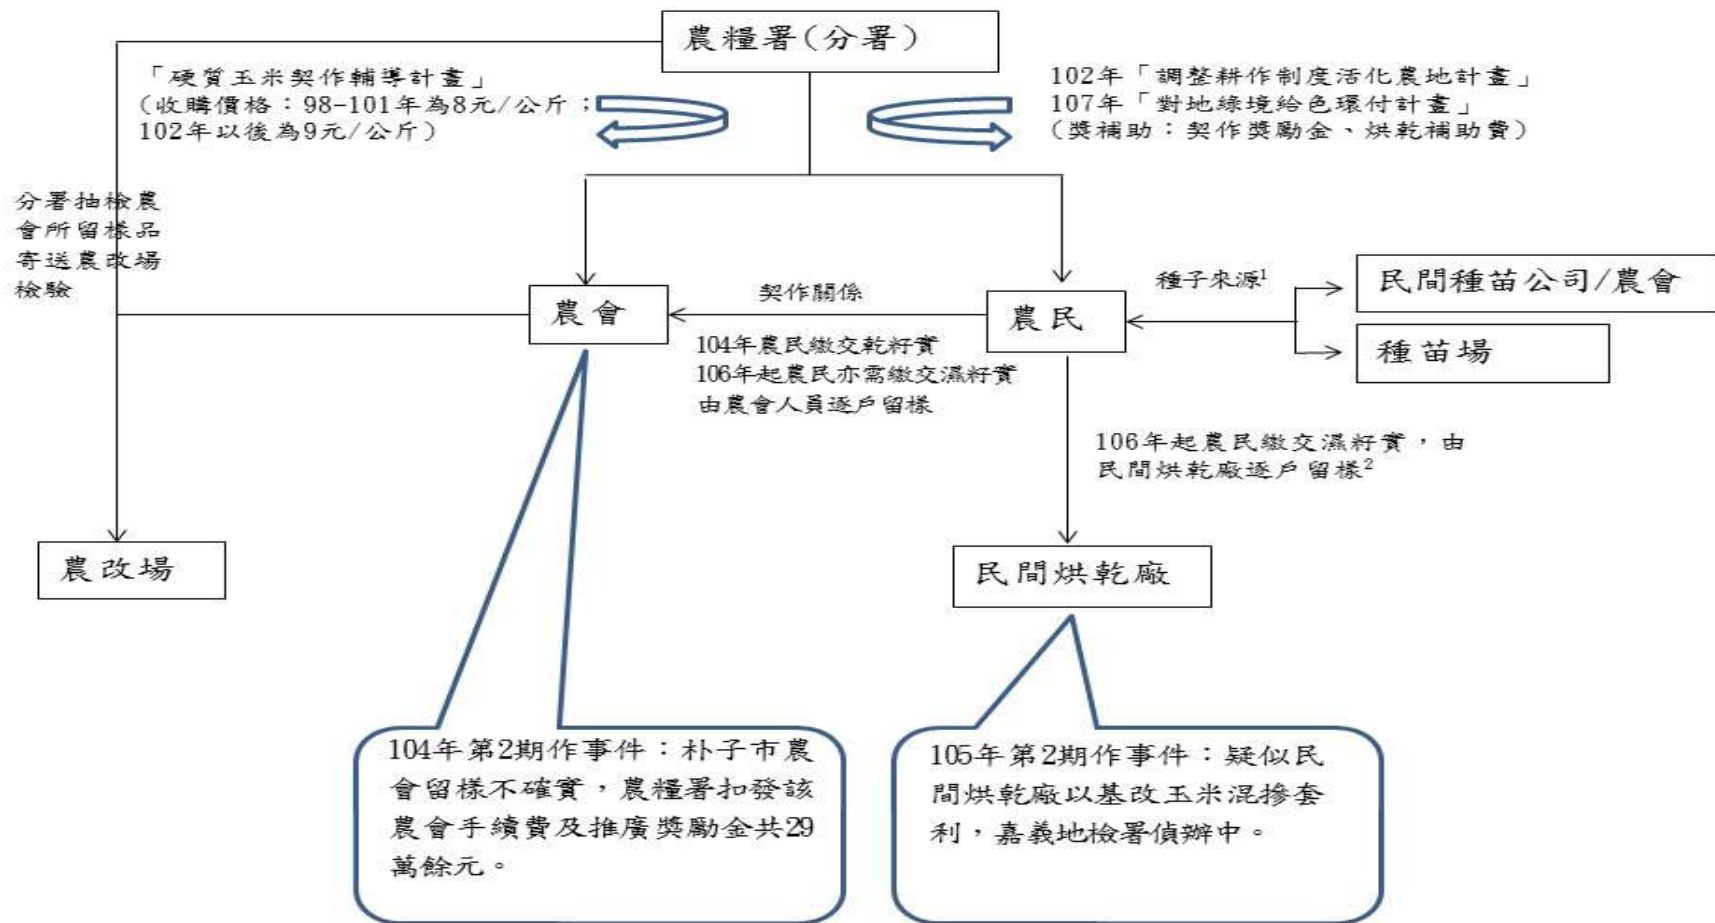 農糧署(分署)
「硬質玉米契作輔導計畫」
(收購價格：98-101年為8元/公斤；
102年以後為9元/公斤)
102年「調整耕作制度活化農地計畫」
107年「對地綠境給色環付計畫」
(獎補助：契作獎勵金、烘乾補助費)
分署抽檢農
會所留樣品
寄送農改場
檢驗
農會
契作關係
104年農民繳交乾籽實
106年起農民亦需繳交濕籽實
由農會人員逐戶留樣
農民
種子來源1
民間種苗公司/農會
種苗場
106年起農民繳交濕籽實，由
民間烘乾廠逐戶留樣2
農改場
民間烘乾廠
104年第2期作事件：朴子市農
會留樣不確實，農糧署扣發該
農會手續費及推廣獎勵金共29
萬餘元。
105年第2期作事件：疑似民
間烘乾廠以基改玉米混摻套
利，嘉義地檢署偵辦中。